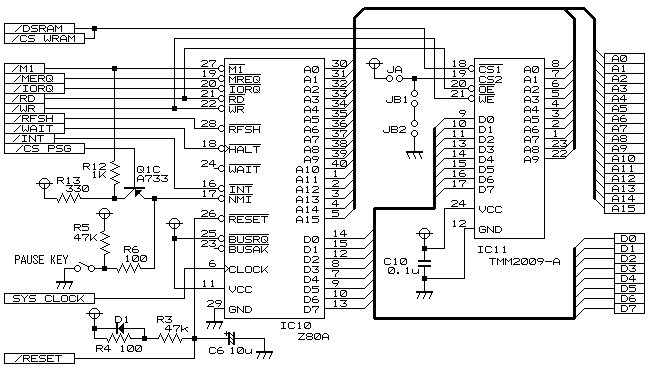 /DSRAM
/CS WRAM
/M1
/MERQ
/IORQ
/RD
/WR
/RFSH
/WAIT
/INT
/CS PSG
R12
1K
Q1C
A733
R13
330
R5
47K
R6
100
PAUSE KEY
SYS CLOCK
D1
R4 100
R3
47k
/RESET
C6 10u
27 M1
19 MREQ
20 IORQ
21 RD
22 WR
28 RFSH
18 HALT
24 WAIT
16 INT
17 NMI
26 RESET
25 BUSRQ
23 BUSAK
6 CLOCK
11 VCC
29 GND
A0 30
A1 31
A2 32
A3 33
A4 34
A5 35
A6 36
A7 37
A8 38
A9 39
A10 40
A11 1
A12 2
A13 3
A14 4
A15 5
D0 14
D1 15
D2 12
D3 8
D4 7
D5 9
D6 10
D7 13
IC10
Z80A
JA
JB1
JB2
18 CS1
19 CS2
20 OE
21 WE
9 D0
10 D1
11 D2
13 D3
14 D4
15 D5
16 D6
17 D7
24 VCC
12 GND
A0 8
A1 7
A2 6
A3 5
A4 4
A5 3
A6 2
A7 1
A8 23
A9 22
IC11
TMM2009-A
C10
0.1u
A0
A1
A2
A3
A4
A5
A6
A7
A8
A9
A10
A11
A12
A13
A14
A15
D0
D1
D2
D3
D4
D5
D6
D7